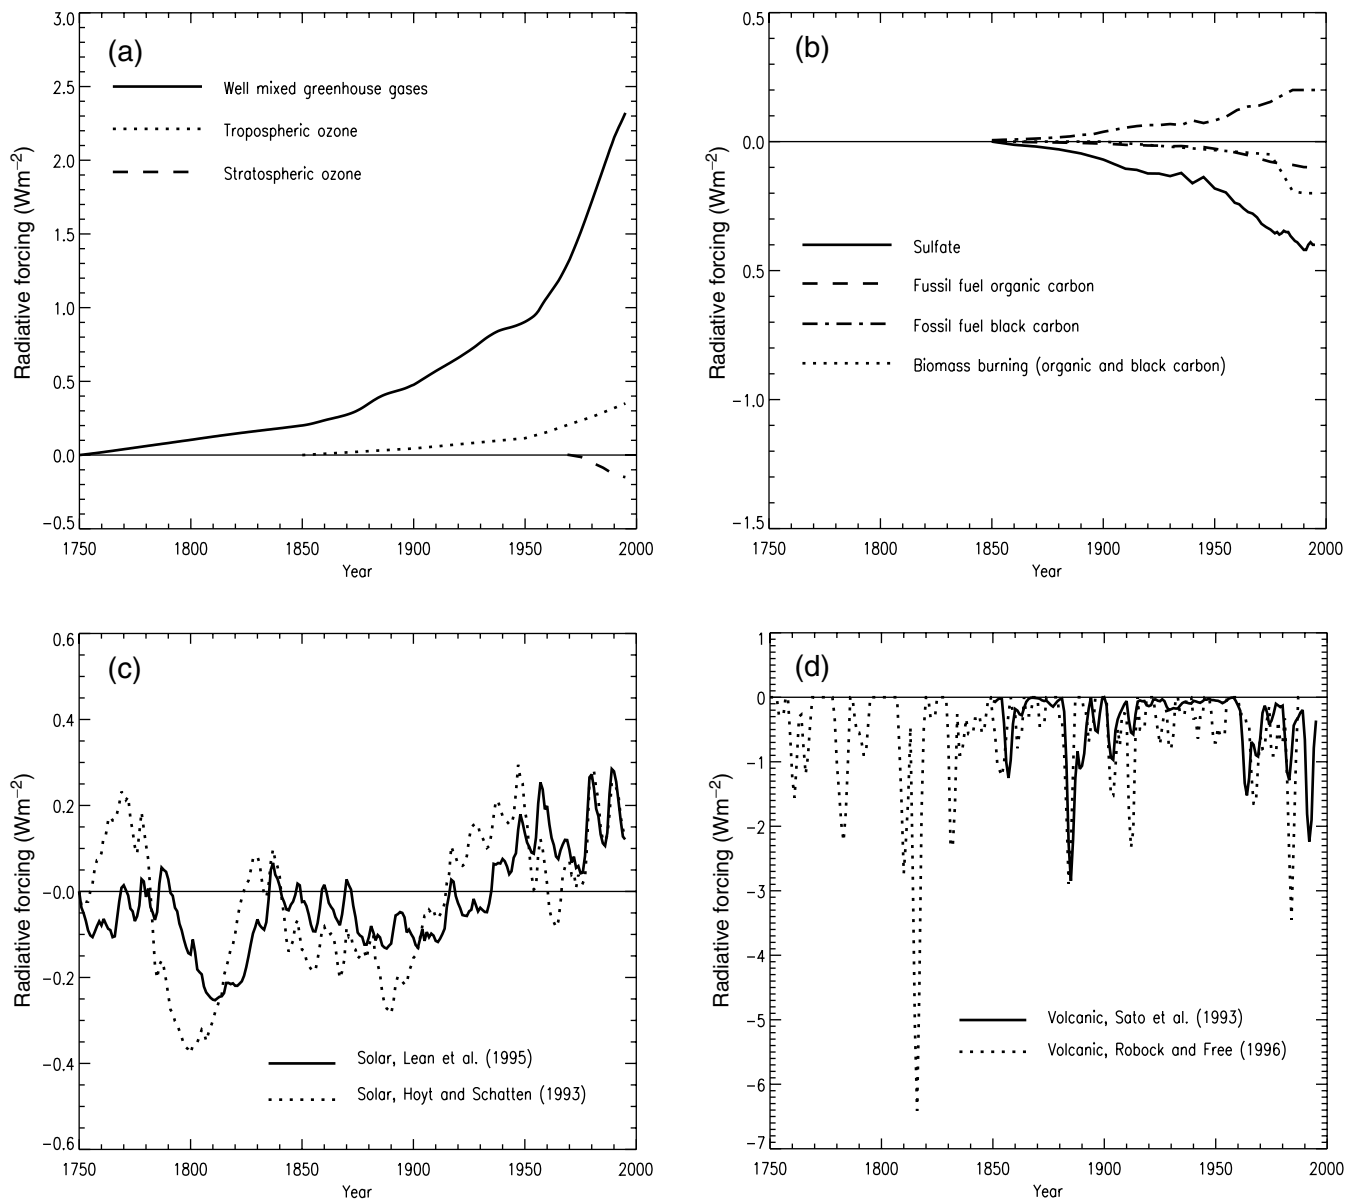 (a)
Well mixed greenhouse gases
Tropospheric ozone
Stratospheric ozone
Radiative forcing (Wm−2)
3.0
2.5
2.0
1.5
1.0
0.5
0.0
−0.5
1750 1800 1850 1900 1950 2000
Year
(b)
Sulfate
Fussil fuel organic carbon
Fossil fuel black carbon
Biomass burning (organic and black carbon)
Radiative forcing (Wm−2)
0.5
0.0
0.5
−1.0
−1.5
1750 1800 1850 1900 1950 2000
Year
(c)
Solar, Lean et al. (1995)
Solar, Hoyt and Schatten (1993)
Radiative forcing (Wm−2)
0.6
0.4
0.2
−0.0
−0.2
−0.4
−0.6
1750 1800 1850 1900 1950 2000
Year
(d)
Volcanic, Sato et al. (1993)
Volcanic, Robock and Free (1996)
Radiative forcing (Wm−2)
1
0
−1
−2
−3
−4
−5
−6
−7
1750 1800 1850 1900 1950 2000
Year